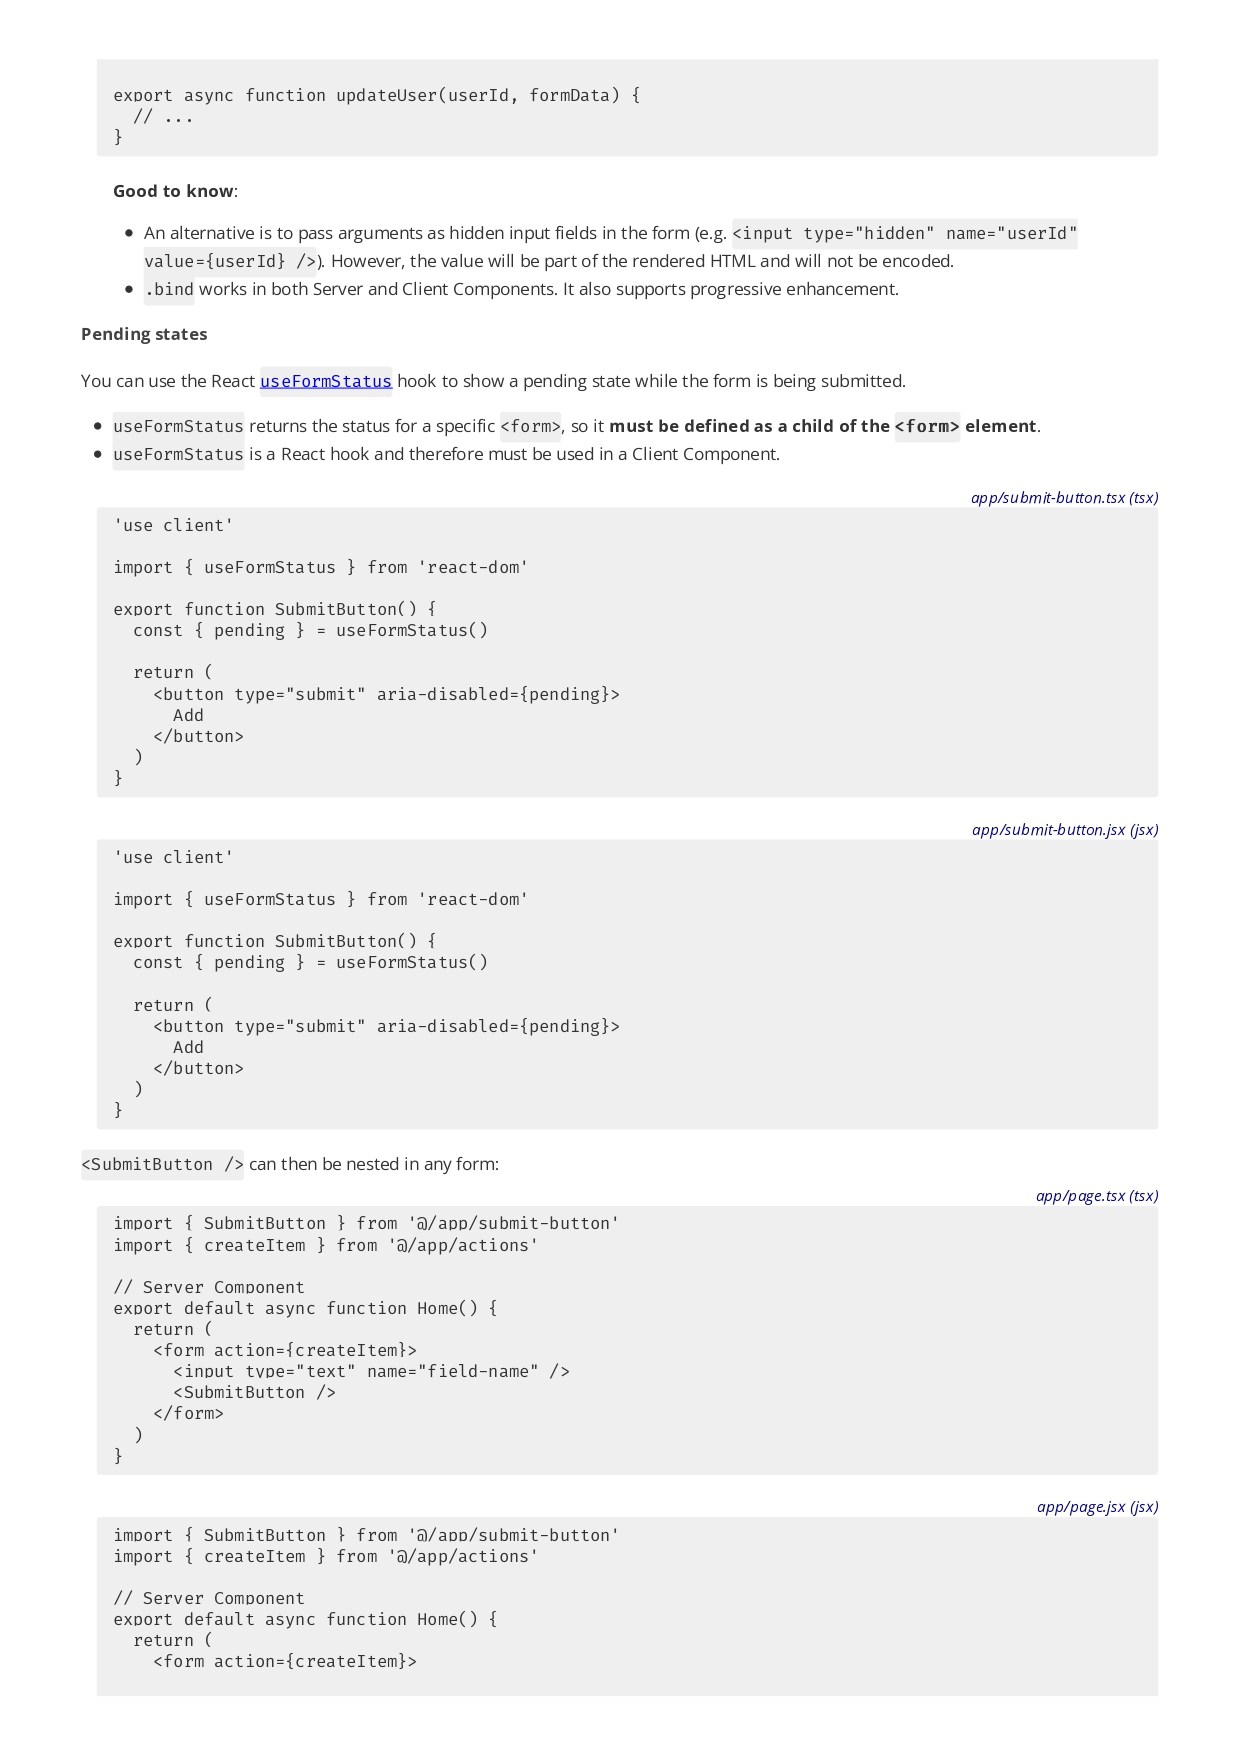 export async function updateUser(userId, formData) {
  // ...
}
Good to know:
• An alternative is to pass arguments as hidden input fields in the form (e.g. <input type="hidden" name="userId"
value={userId} />). However, the value will be part of the rendered HTML and will not be encoded.
• .bind works in both Server and Client Components. It also supports progressive enhancement.
Pending states
You can use the React useFormStatus hook to show a pending state while the form is being submitted.
• useFormStatus returns the status for a specific <form>, so it must be defined as a child of the <form> element.
• useFormStatus is a React hook and therefore must be used in a Client Component.
app/submit-button.tsx (tsx)
'use client'

import { useFormStatus } from 'react-dom'

export function SubmitButton() {
  const { pending } = useFormStatus()

  return (
    <button type="submit" aria-disabled={pending}>
      Add
    </button>
  )
}
app/submit-button.jsx (jsx)
'use client'

import { useFormStatus } from 'react-dom'

export function SubmitButton() {
  const { pending } = useFormStatus()

  return (
    <button type="submit" aria-disabled={pending}>
      Add
    </button>
  )
}
<SubmitButton /> can then be nested in any form:
app/page.tsx (tsx)
import { SubmitButton } from '@/app/submit-button'
import { createItem } from '@/app/actions'

// Server Component
export default async function Home() {
  return (
    <form action={createItem}>
      <input type="text" name="field-name" />
      <SubmitButton />
    </form>
  )
}
app/page.jsx (jsx)
import { SubmitButton } from '@/app/submit-button'
import { createItem } from '@/app/actions'

// Server Component
export default async function Home() {
  return (
    <form action={createItem}>